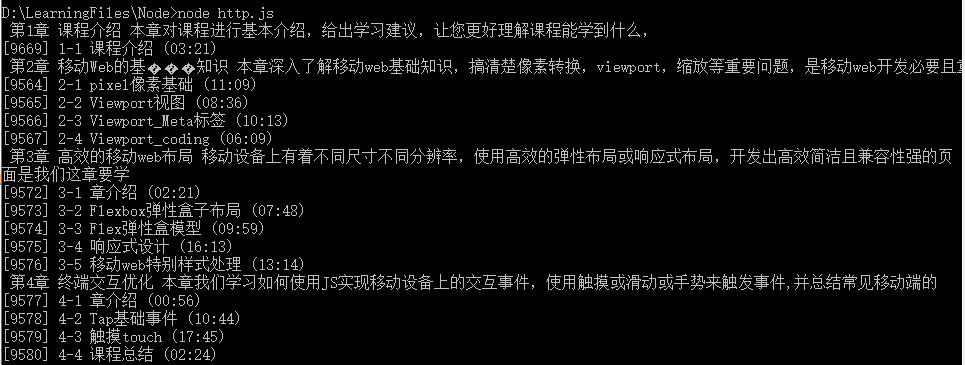 D:\LearningFiles\Node>node http.js
第1章 课程介绍 本章对课程进行基本介绍，给出学习建议，让您更好理解课程能学到什么，
[9669] 1-1 课程介绍 (03:21)
第2章 移动Web的基���知识 本章深入了解移动web基础知识，搞清楚像素转换，viewport，缩放等重要问题，是移动web开发必要且
[9564] 2-1 pixel像素基础 (11:09)
[9565] 2-2 Viewport视图 (08:36)
[9566] 2-3 Viewport_Meta标签 (10:13)
[9567] 2-4 Viewport_coding (06:09)
第3章 高效的移动web布局 移动设备上有着不同尺寸不同分辨率，使用高效的弹性布局或响应式布局，开发出高效简洁且兼容性强的页
面是我们这章要学
[9572] 3-1 章介绍 (02:21)
[9573] 3-2 Flexbox弹性盒子布局 (07:48)
[9574] 3-3 Flex弹性盒模型 (09:59)
[9575] 3-4 响应式设计 (16:13)
[9576] 3-5 移动web特别样式处理 (13:14)
第4章 终端交互优化 本章我们学习如何使用JS实现移动设备上的交互事件，使用触摸或滑动或手势来触发事件,并总结常见移动端的
[9577] 4-1 章介绍 (00:56)
[9578] 4-2 Tap基础事件 (10:44)
[9579] 4-3 触摸touch (17:45)
[9580] 4-4 课程总结 (02:24)